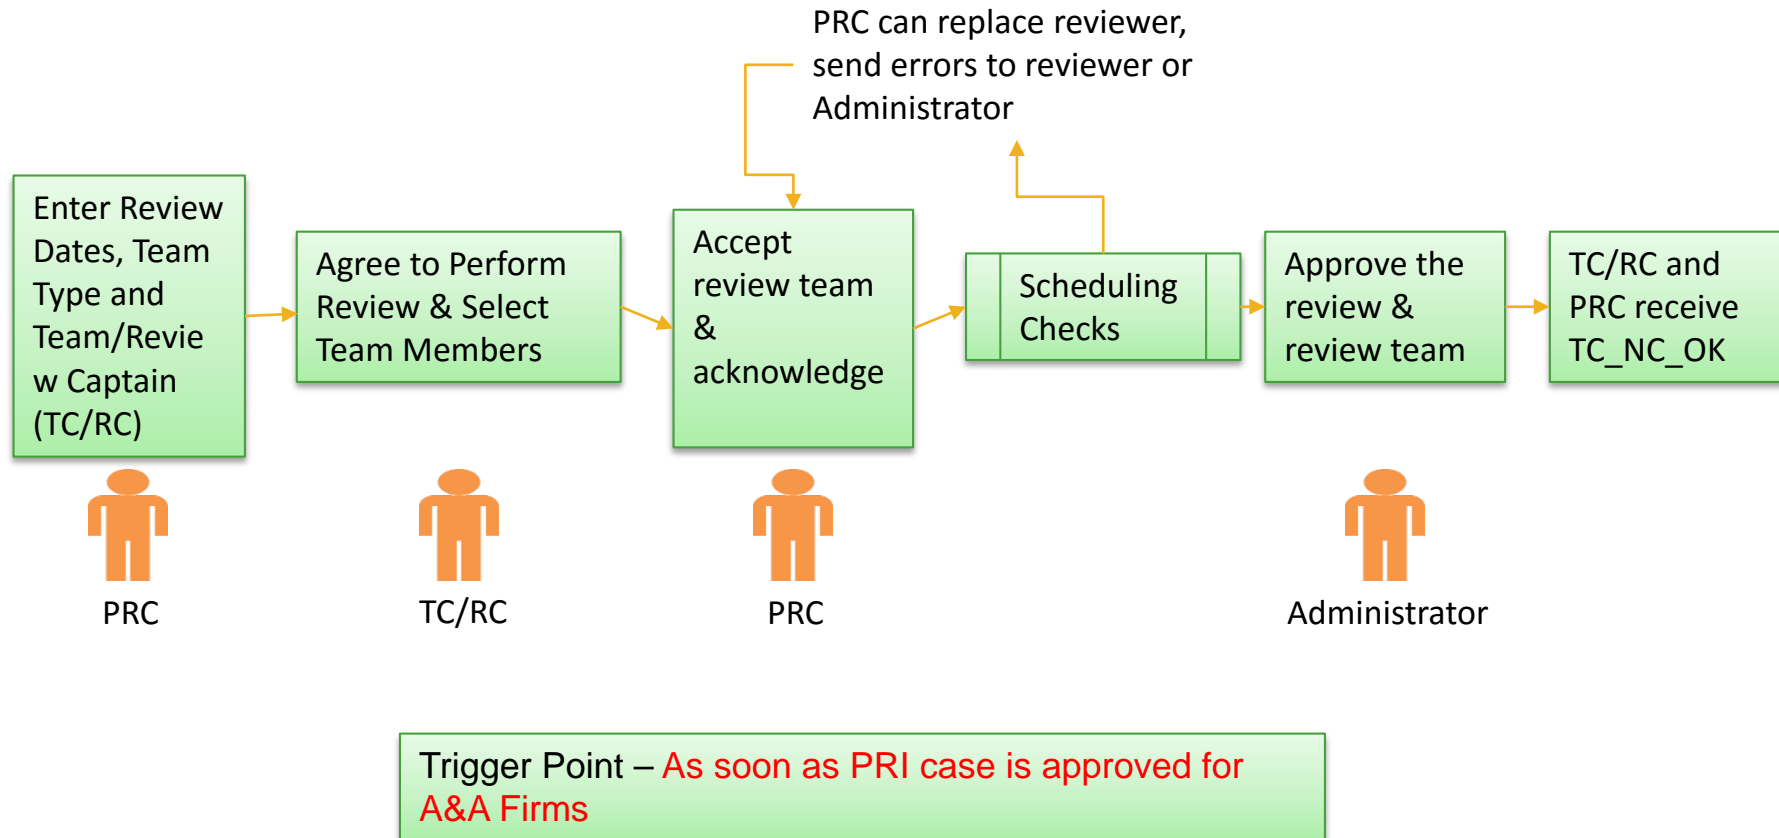 PRC can replace reviewer,
send errors to reviewer or
Administrator
Enter Review
Dates, Team
Type and
Team/Revie
w Captain
(TC/RC)
Agree to Perform
Review & Select
Team Members
Accept
review team
&
acknowledge
Scheduling
Checks
Approve the
review &
review team
TC/RC and
PRC receive
TC_NC_OK
PRC
TC/RC
PRC
Administrator
Trigger Point – As soon as PRI case is approved for
A&A Firms